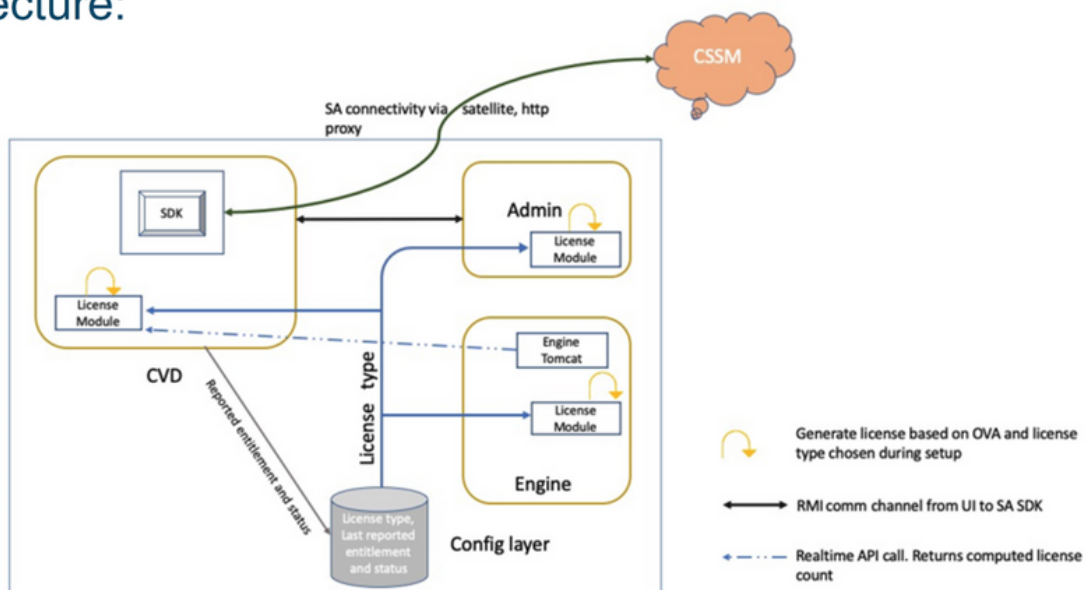 ecture:
CSSM
SA connectivity via satellite, http
proxy
SDK
Admin
License
Module
License
Module
Engine
Tomcat
CVD
License type
License
Module
Reported entitlement and status
Engine
License type,
Last reported
entitlement
and status
Config layer
Generate license based on OVA and license
type chosen during setup
RMI comm channel from UI to SA SDK
Realtime API call. Returns computed license
count